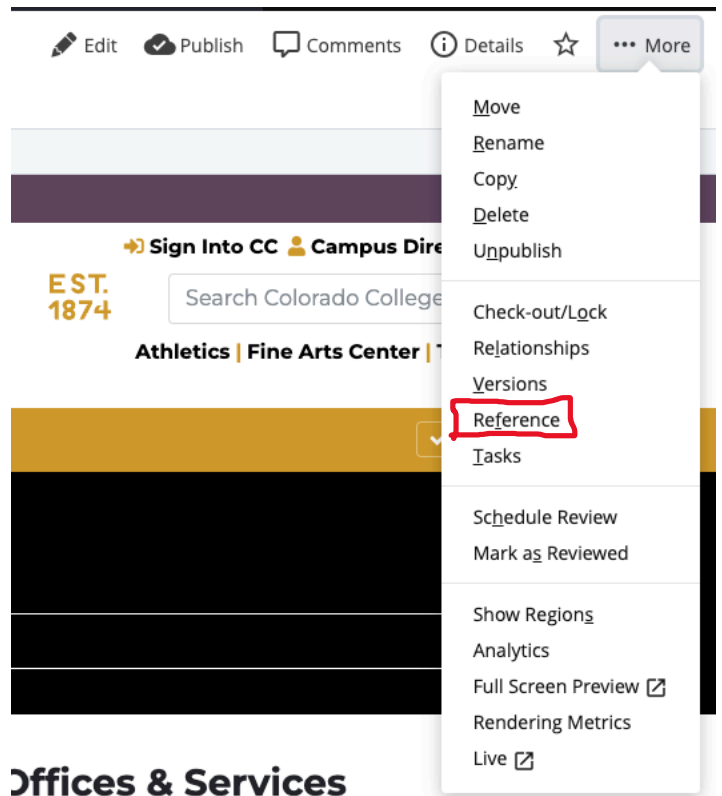 Edit Publish Comments Details More
Move
Rename
Copy
Delete
Unpublish
Check-out/Lock
Relationships
Versions
Reference
Tasks
Schedule Review
Mark as Reviewed
Show Regions
Analytics
Full Screen Preview
Rendering Metrics
Live
Sign Into CC Campus Dire
EST.
1874
Search Colorado College
Athletics | Fine Arts Center |
Offices & Services